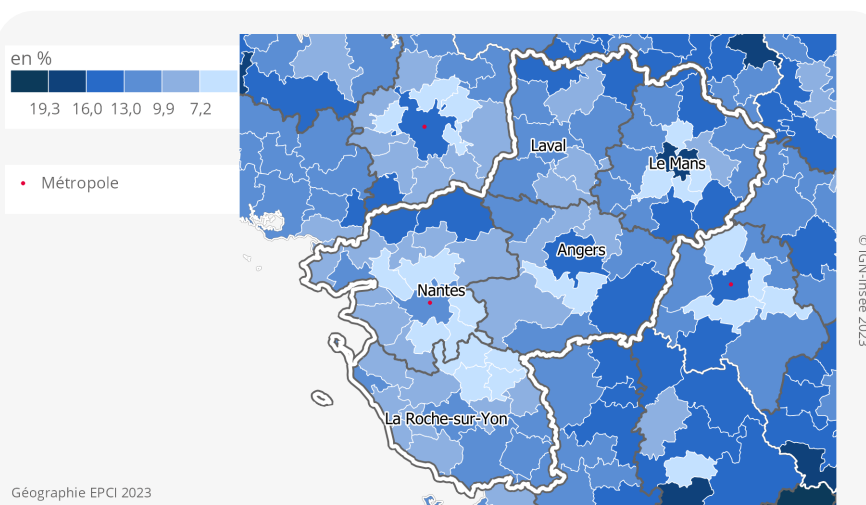 en %
19,3 16,0 13,0 9,9 7,2
Métropole
Laval
Le Mans
Angers
Nantes
La Roche-sur-Yon
© IGN-Insee 2023
Géographie EPCI 2023